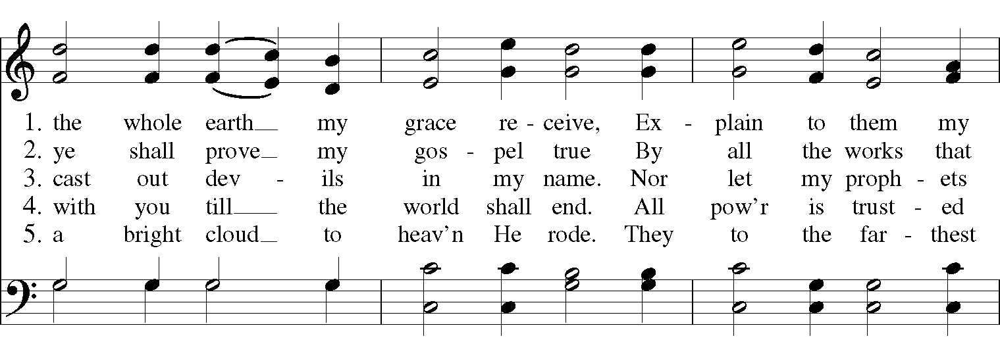 1. the whole earth my grace re - ceive, Ex - plain to them my
2. ye shall prove my gos - pel true By all the works that
3. cast out dev - ils in my name. Nor let my proph - ets
4. with you till the world shall end. All pow'r is trust - ed
5. a bright cloud to heav'n He rode. They to the far - thest